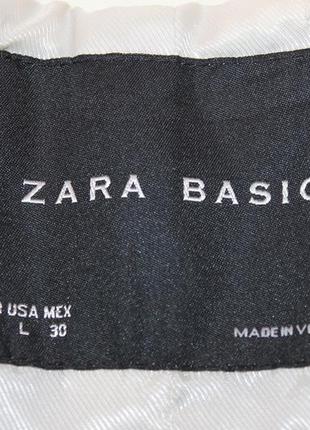 ZARA BASIC
USA MEX
L 30
MADE IN V